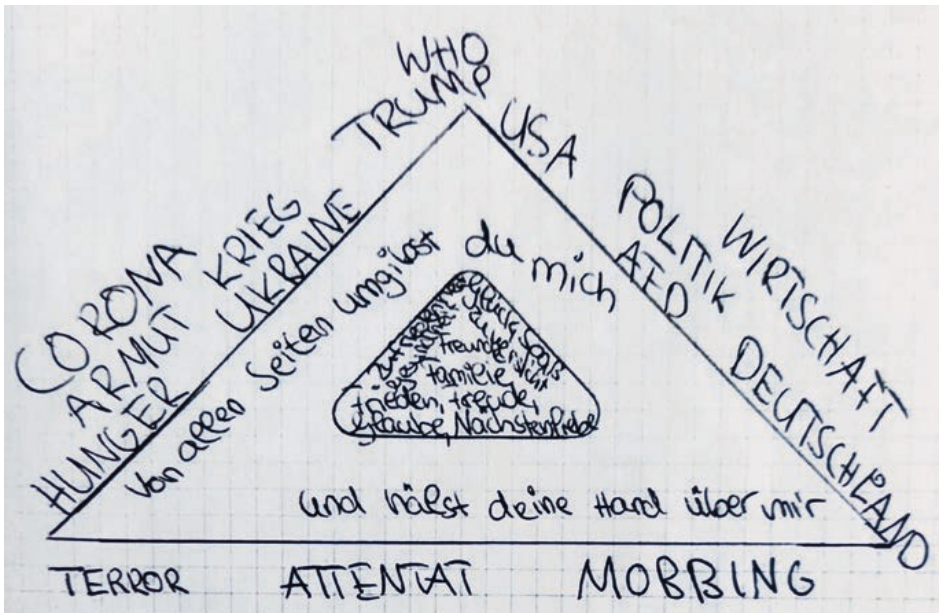 WHO
TRUMP
USA
CORONA
ARMUT KRIEG
HUNGER UKRAINE
POLITIK WIRTSCHAFT
AFD DEUTSCHLAND
von allen Seiten umgibst du mich
Freunde
Familie
Frieden, Freude,
Glaube, Nächstenliebe
und hälst deine Hand über mir
TERROR ATTENTAT MOBBING